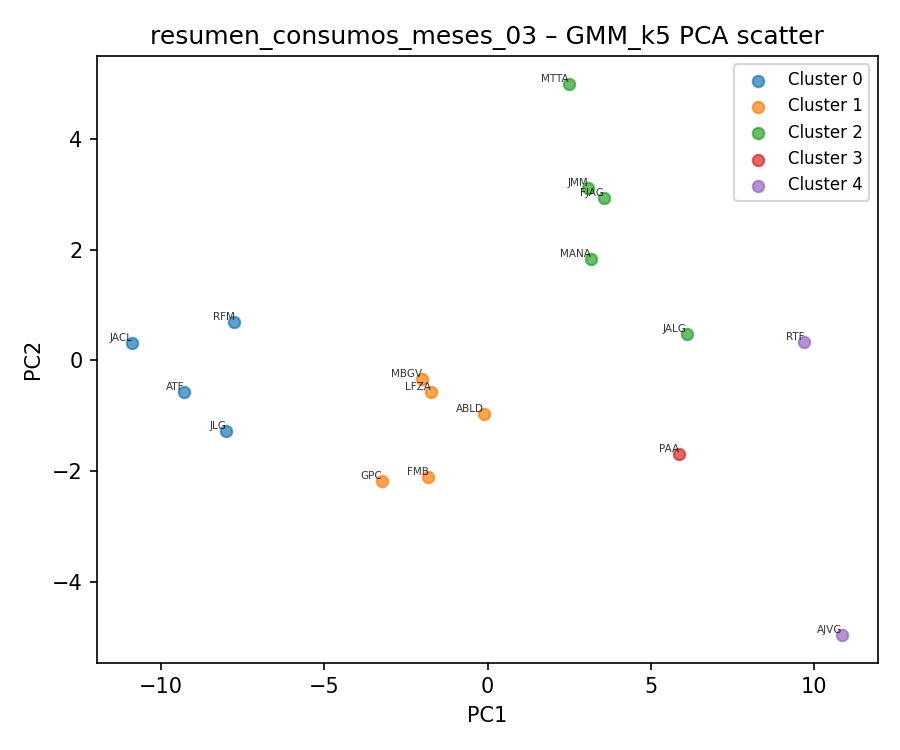 resumen_consumos_meses_03 – GMM_k5 PCA scatter
Cluster 0
Cluster 1
Cluster 2
Cluster 3
Cluster 4
MTTA
JMM
FJAG
MANA
JALG
RTF
RFM
JACL
ATF
JLG
MBGV
LFZA
ABLD
GPC
FMB
PAA
AJVG
4
2
0
−2
−4
PC2
−10
−5
0
5
10
PC1